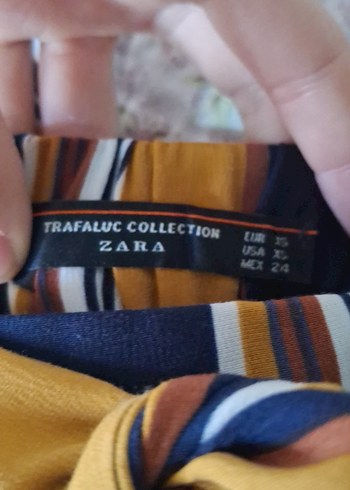 TRAFALUC COLLECTION
ZARA
EUR XS
USA XS
MEX 24